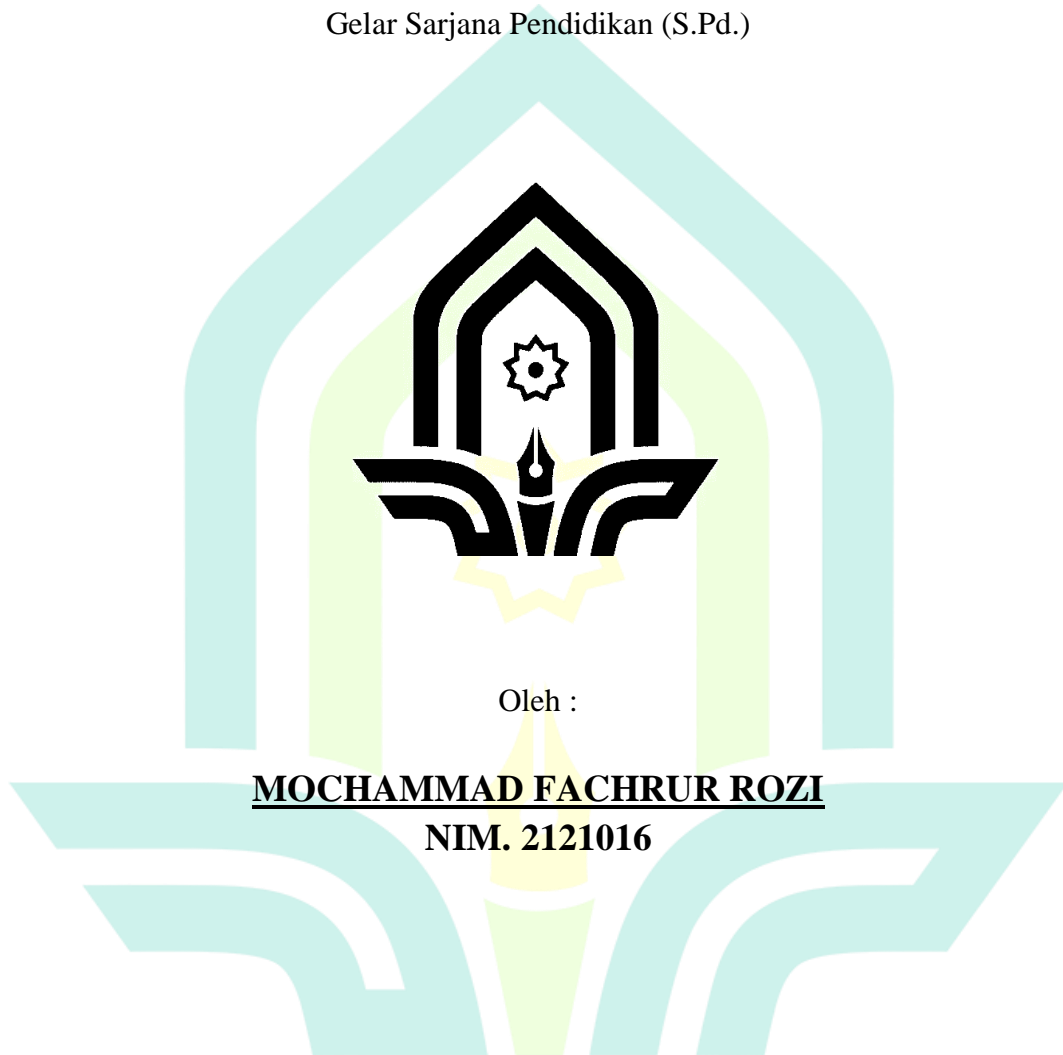 Gelar Sarjana Pendidikan (S.Pd.)
Oleh :
MOCHAMMAD FACHRUR ROZI
NIM. 2121016